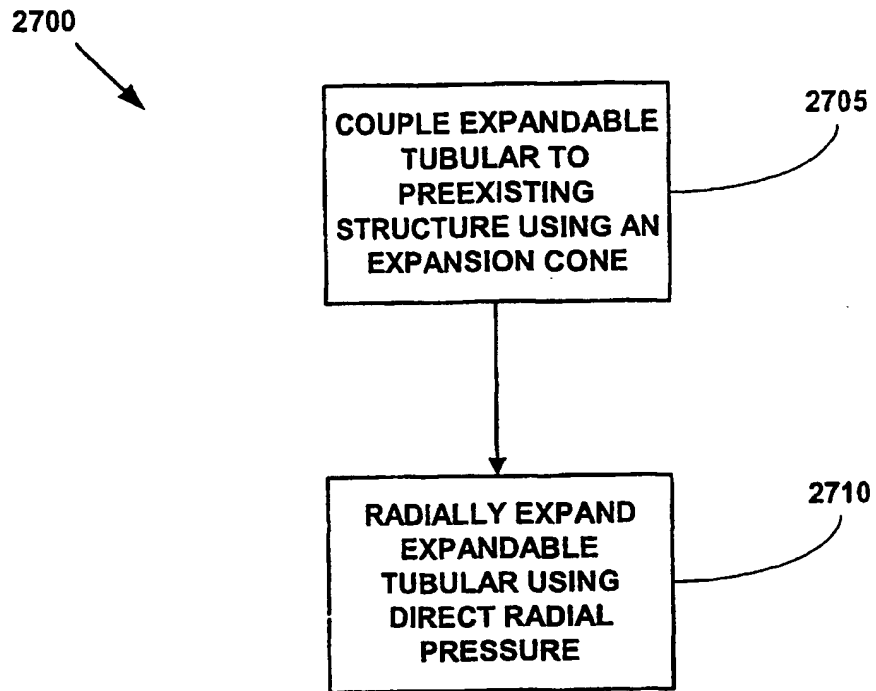 2700
2705
COUPLE EXPANDABLE
TUBULAR TO
PREEXISTING
STRUCTURE USING AN
EXPANSION CONE
2710
RADIALLY EXPAND
EXPANDABLE
TUBULAR USING
DIRECT RADIAL
PRESSURE